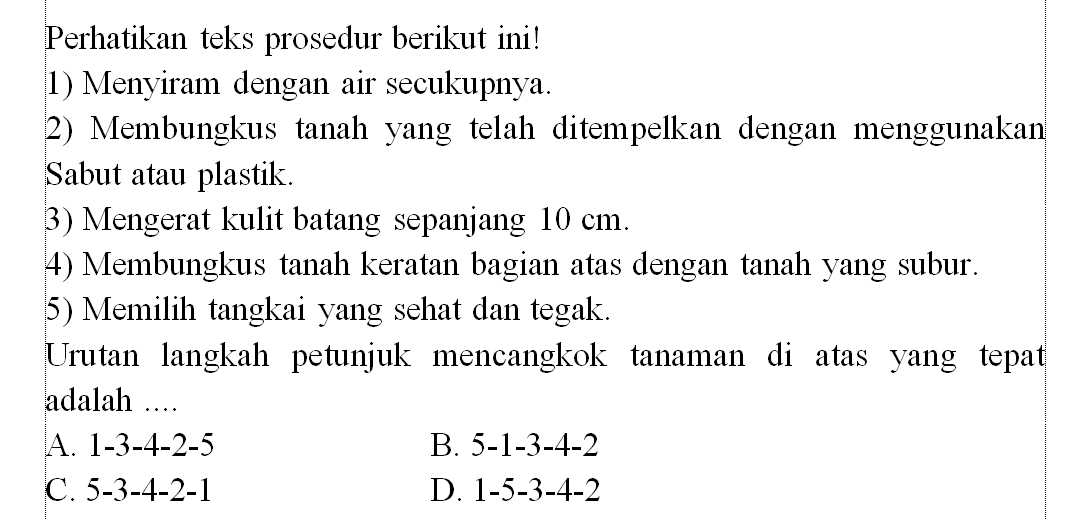 Perhatikan teks prosedur berikut ini!
1) Menyiram dengan air secukupnya.
2) Membungkus tanah yang telah ditempelkan dengan menggunakan
Sabut atau plastik.
3) Mengerat kulit batang sepanjang 10 cm.
4) Membungkus tanah keratan bagian atas dengan tanah yang subur.
5) Memilih tangkai yang sehat dan tegak.
Urutan langkah petunjuk mencangkok tanaman di atas yang tepat
adalah ....
A. 1-3-4-2-5 B. 5-1-3-4-2
C. 5-3-4-2-1 D. 1-5-3-4-2